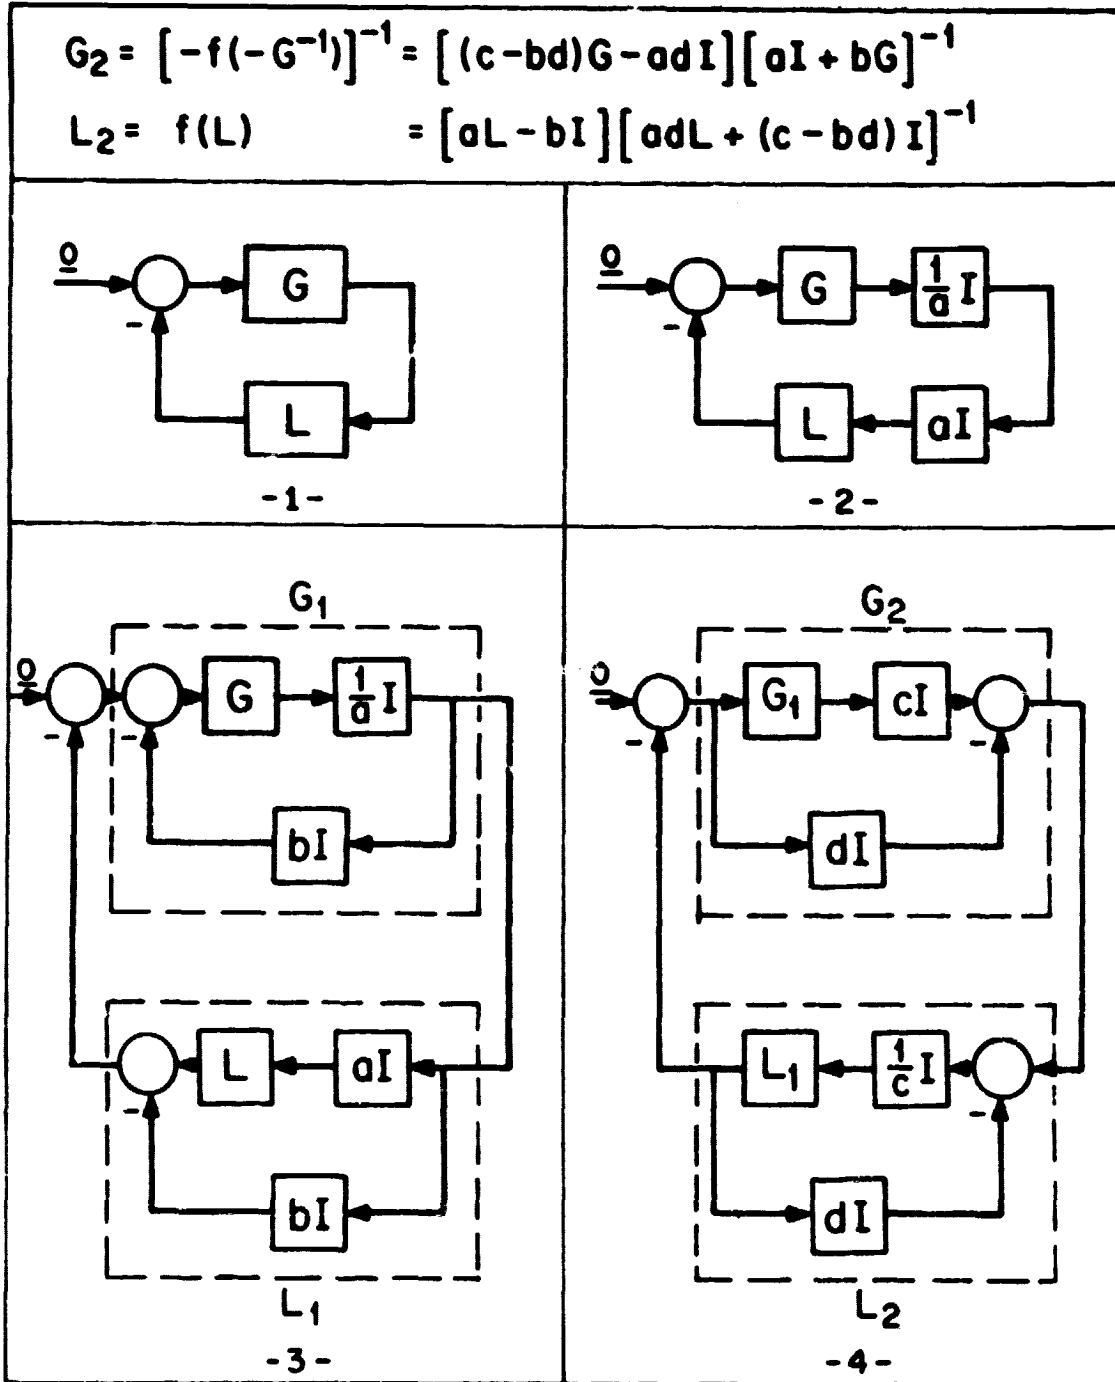 G₂ = [-f(-G⁻¹)]⁻¹ = [(c-bd)G-adI][aI+bG]⁻¹
L₂ = f(L) = [aL-bI][adL+(c-bd)I]⁻¹
0
G
-
L
-1-
0
G
1/a I
-
L
aI
-2-
G₁
0
G
1/a I
-
-
bI
L
aI
-
bI
L₁
-3-
G₂
0
G₁
cI
-
-
dI
L₁
1/c I
-
dI
L₂
-4-